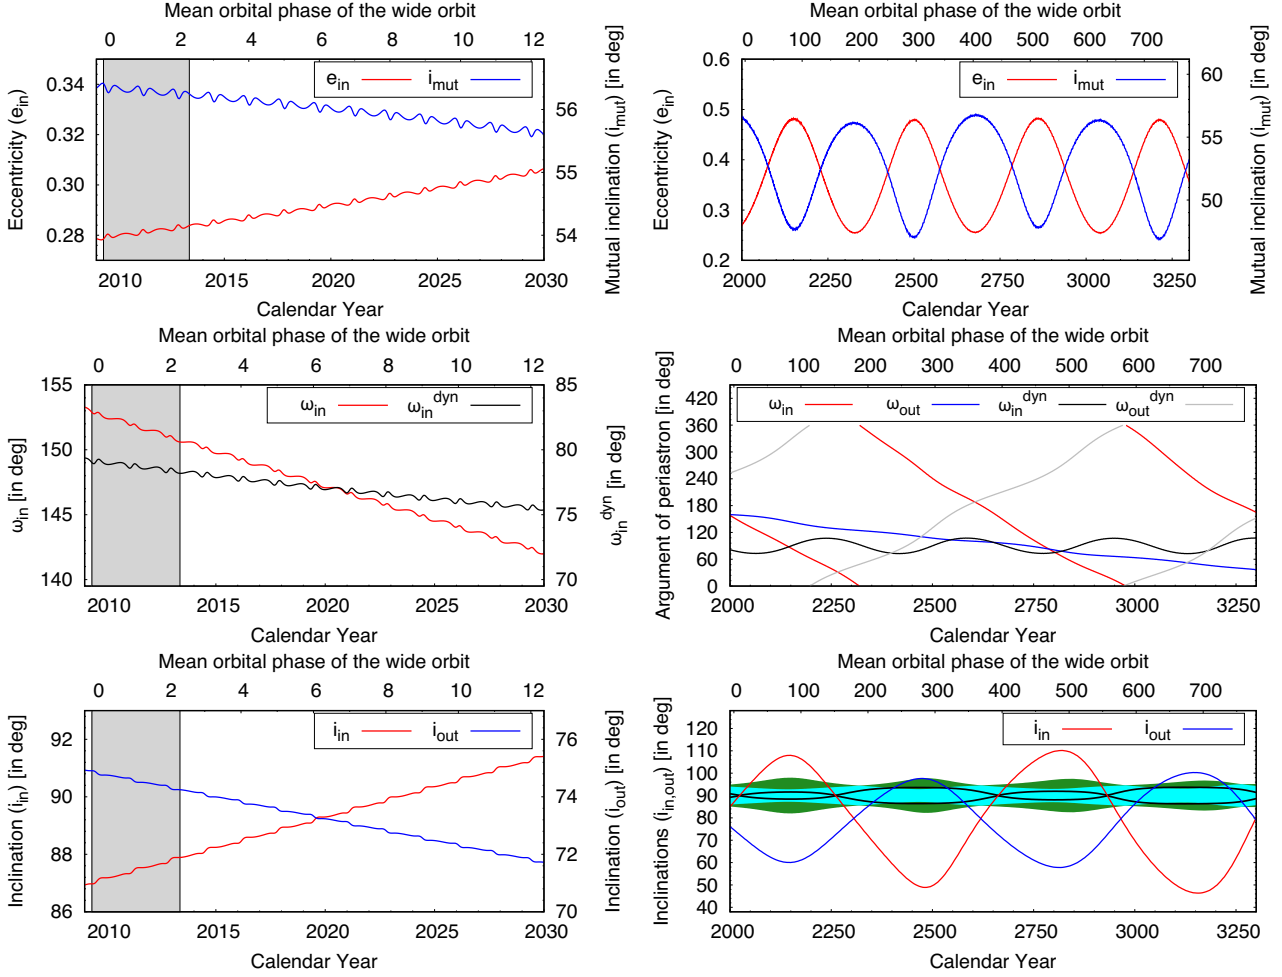 Mean orbital phase of the wide orbit
0 2 4 6 8 10 12
Eccentricity (e_in)
0.34
0.32
0.30
0.28
e_in i_mut
56
55
54
Mutual inclination (i_mut) [in deg]
2010 2015 2020 2025 2030
Calendar Year
Mean orbital phase of the wide orbit
0 100 200 300 400 500 600 700
Eccentricity (e_in)
0.6
0.5
0.4
0.3
0.2
e_in i_mut
60
55
50
Mutual inclination (i_mut) [in deg]
2000 2250 2500 2750 3000 3250
Calendar Year
Mean orbital phase of the wide orbit
0 2 4 6 8 10 12
ω_in [in deg]
155
150
145
140
ω_in ω_in^dyn
85
80
75
70
ω_in^dyn [in deg]
2010 2015 2020 2025 2030
Calendar Year
Mean orbital phase of the wide orbit
0 100 200 300 400 500 600 700
Argument of periastron [in deg]
420
360
300
240
180
120
60
0
ω_in ω_out ω_in^dyn ω_out^dyn
2000 2250 2500 2750 3000 3250
Calendar Year
Mean orbital phase of the wide orbit
0 2 4 6 8 10 12
Inclination (i_in) [in deg]
92
90
88
86
i_in i_out
76
74
72
70
Inclination (i_out) [in deg]
2010 2015 2020 2025 2030
Calendar Year
Mean orbital phase of the wide orbit
0 100 200 300 400 500 600 700
Inclinations (i_in,out) [in deg]
120
110
100
90
80
70
60
50
40
i_in i_out
2000 2250 2500 2750 3000 3250
Calendar Year